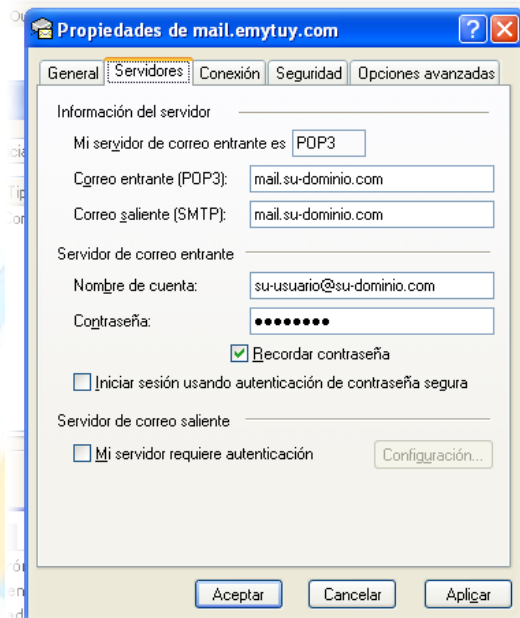 Propiedades de mail.emytuy.com
General Servidores Conexión Seguridad Opciones avanzadas
Información del servidor
Mi servidor de correo entrante es POP3
Correo entrante (POP3): mail.su-dominio.com
Correo saliente (SMTP): mail.su-dominio.com
Servidor de correo entrante
Nombre de cuenta: su-usuario@su-dominio.com
Contraseña: ●●●●●●●●
Recordar contraseña
Iniciar sesión usando autenticación de contraseña segura
Servidor de correo saliente
Mi servidor requiere autenticación Configuración...
Aceptar Cancelar Aplicar